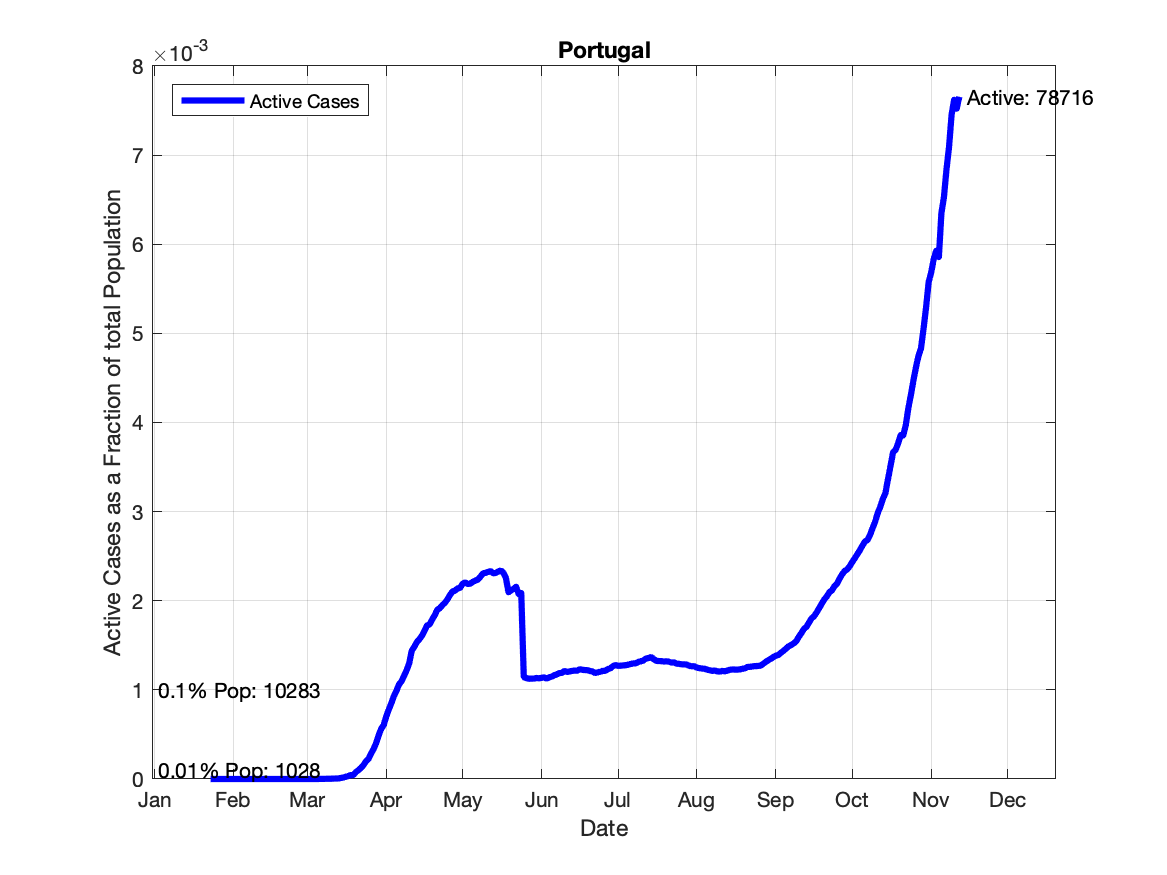 Portugal
×10-3
8
7
6
5
4
3
2
1
0
Active Cases as a Fraction of total Population
Active Cases
Active: 78716
0.1% Pop: 10283
0.01% Pop: 1028
Jan Feb Mar Apr May Jun Jul Aug Sep Oct Nov Dec
Date